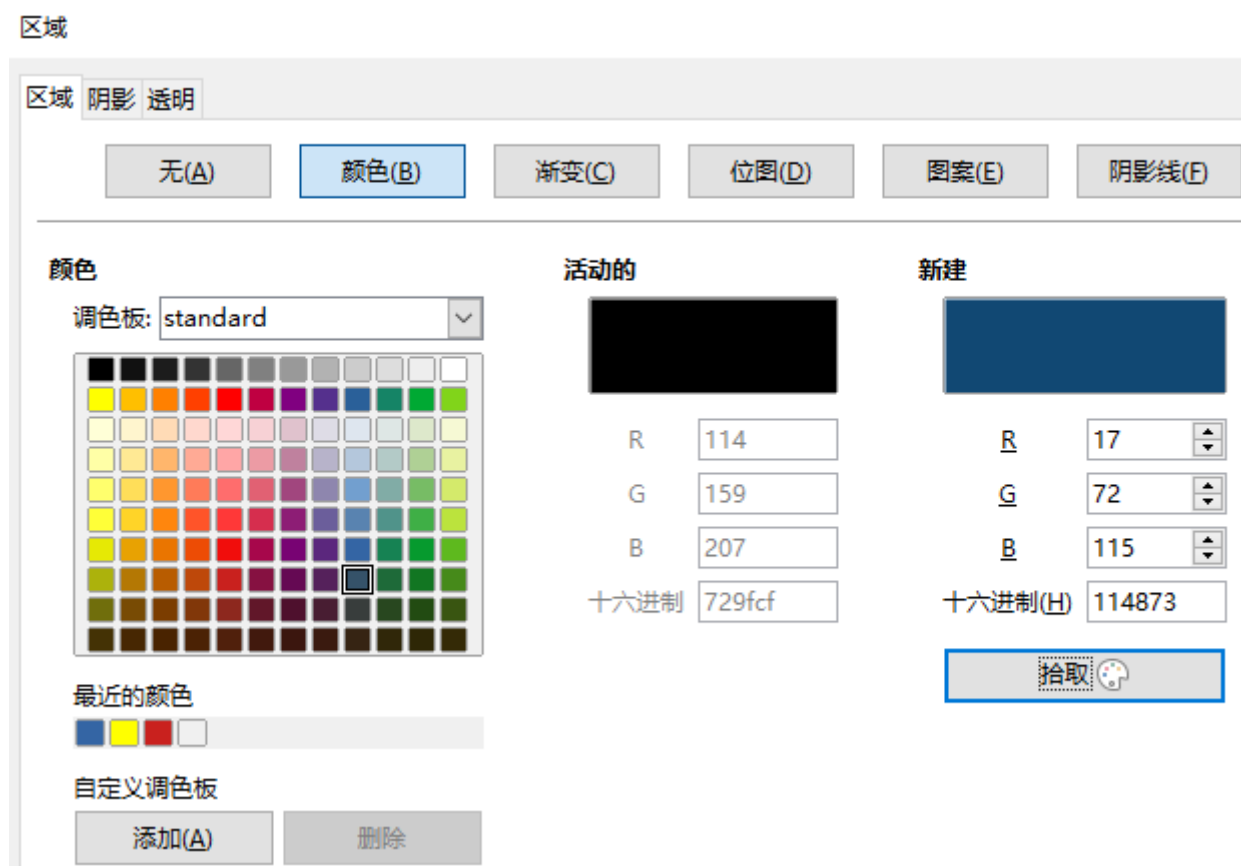 区域
区域 阴影 透明
无(A) 颜色(B) 渐变(C) 位图(D) 图案(E) 阴影线(F)
颜色 活动的 新建
调色板: standard
R 114 R 17
G 159 G 72
B 207 B 115
十六进制 729fcf 十六进制(H) 114873
拾取
最近的颜色
自定义调色板
添加(A) 删除